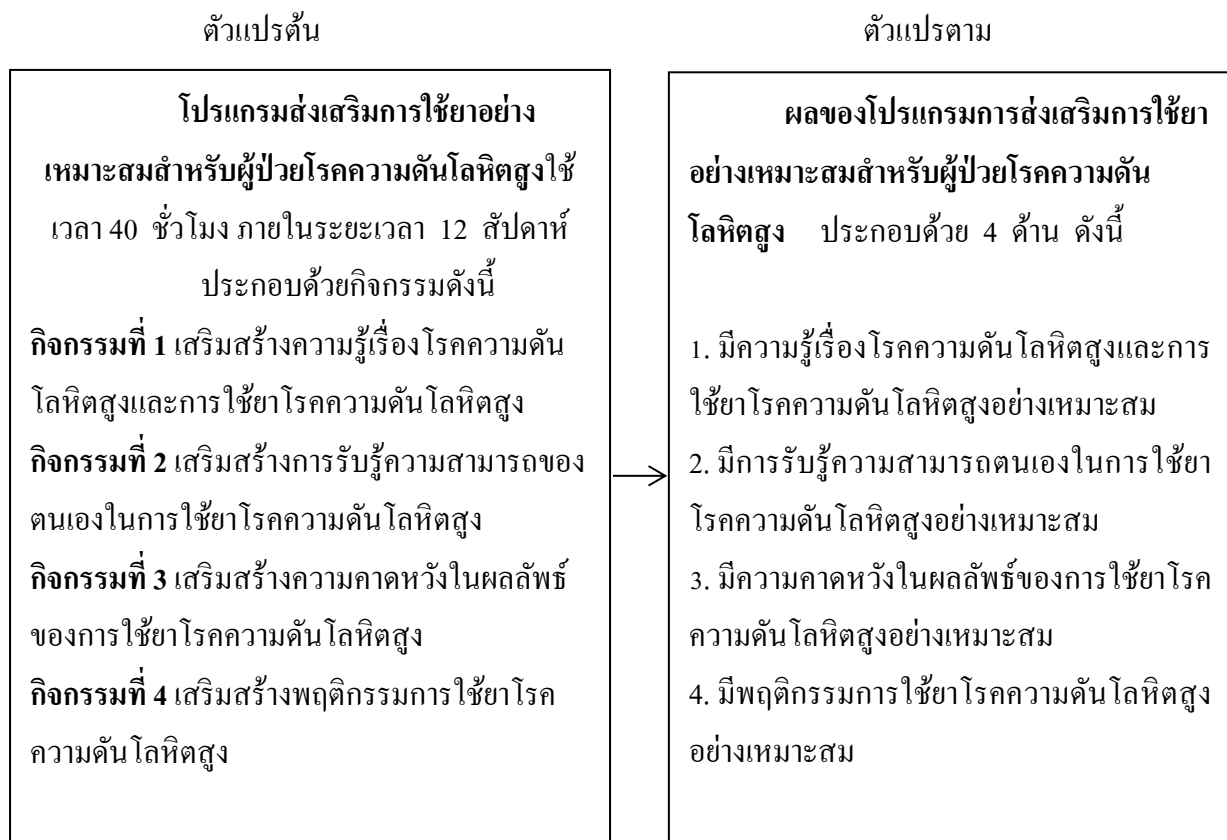 ตัวแปรต้น
ตัวแปรตาม
โปรแกรมส่งเสริมการใช้ยาอย่าง
เหมาะสมสำหรับผู้ป่วยโรคความดันโลหิตสูงใช้
เวลา 40 ชั่วโมง ภายในระยะเวลา 12 สัปดาห์
ประกอบด้วยกิจกรรมดังนี้
กิจกรรมที่ 1 เสริมสร้างความรู้เรื่องโรคความดัน
โลหิตสูงและการใช้ยาโรคความดันโลหิตสูง
กิจกรรมที่ 2 เสริมสร้างการรับรู้ความสามารถของ
ตนเองในการใช้ยาโรคความดันโลหิตสูง
กิจกรรมที่ 3 เสริมสร้างความคาดหวังในผลลัพธ์
ของการใช้ยาโรคความดันโลหิตสูง
กิจกรรมที่ 4 เสริมสร้างพฤติกรรมการใช้ยาโรค
ความดันโลหิตสูง
ผลของโปรแกรมการส่งเสริมการใช้ยา
อย่างเหมาะสมสำหรับผู้ป่วยโรคความดัน
โลหิตสูง ประกอบด้วย 4 ด้าน ดังนี้
1. มีความรู้เรื่องโรคความดันโลหิตสูงและการ
ใช้ยาโรคความดันโลหิตสูงอย่างเหมาะสม
2. มีการรับรู้ความสามารถตนเองในการใช้ยา
โรคความดันโลหิตสูงอย่างเหมาะสม
3. มีความคาดหวังในผลลัพธ์ของการใช้ยาโรค
ความดันโลหิตสูงอย่างเหมาะสม
4. มีพฤติกรรมการใช้ยาโรคความดันโลหิตสูง
อย่างเหมาะสม